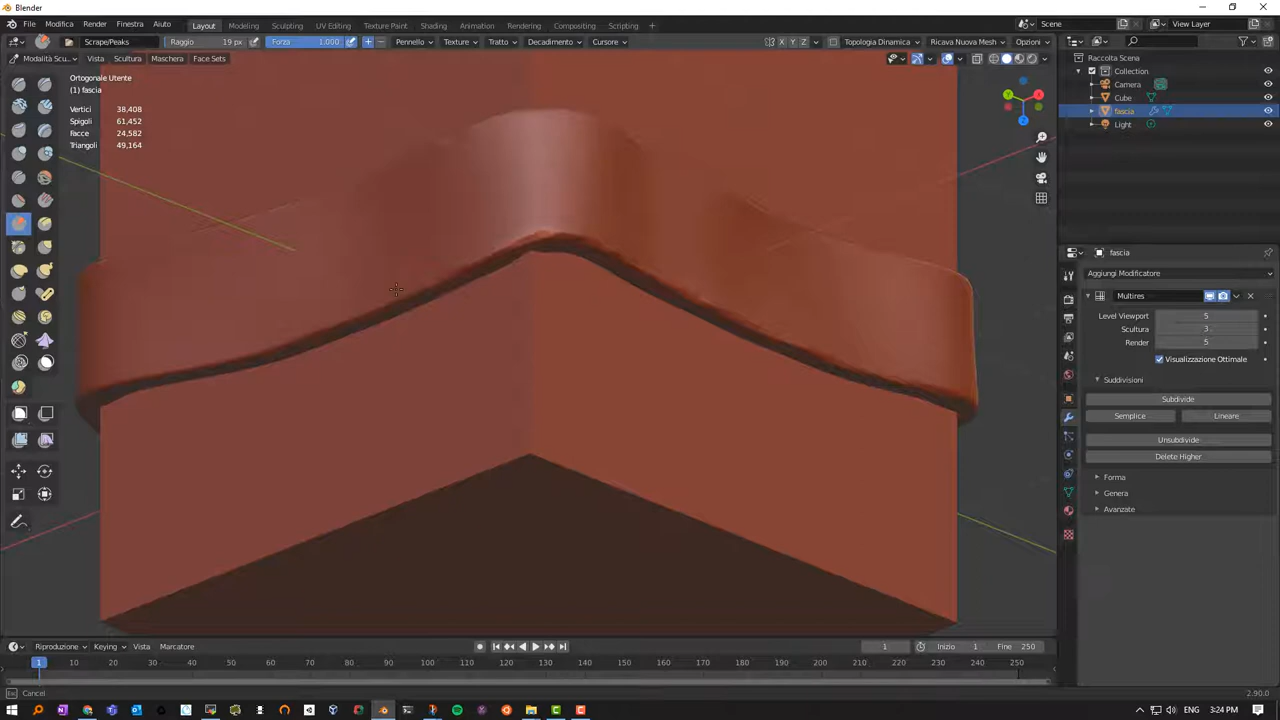 Blender
File Modifica Render Finestra Auto Layout Modeling Sculpting UV Editing Texture Paint Shading Animation Rendering Compositing Scripting + Scene View Layer
Scrape/Peaks Raggio 19 px Forza 1.000 Pennello Texture Tratto Decadimento Cursore X Y Z Topologia Dinamica Ricava Nuova Mesh Opzioni
Modalità Scu... Vista Scultura Maschera Face Sets
Ortogonale Utente
(1) fascia
Vertici 38,408
Spigoli 61,452
Facce 24,582
Triangoli 49,164
Raccolta Scena
Collection
Camera
Cube
fascia
Light
fascia
Aggiungi Modificatore
Multires
Level Viewport 5
Scultura 3
Render 5
Visualizzazione Ottimale
Suddivisioni
Subdivide
Semplice Lineare
Unsubdivide
Delete Higher
Forma
Genera
Avanzate
Riproduzione Keying Vista Marcatore 1 Inizio 1 Fine 250
1 10 20 30 40 50 60 70 80 90 100 110 120 130 140 150 160 170 180 190 200 210 220 230 240 250
Cancel 2.90.0
ENG 3:24 PM